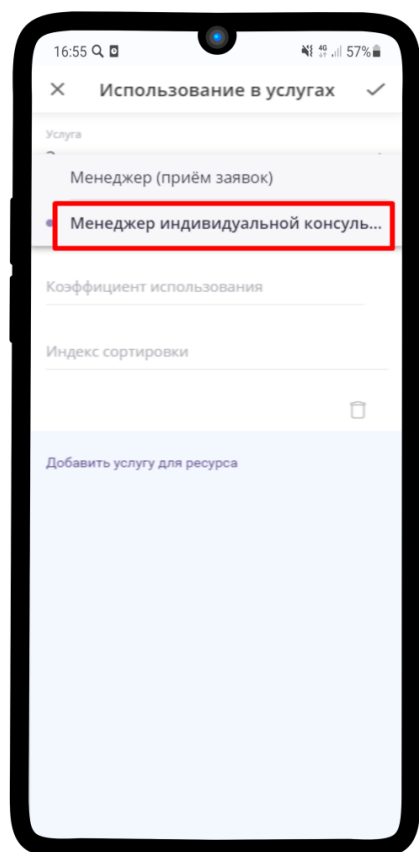 16:55
4G
57%
Использование в услугах
Услуга
Менеджер (приём заявок)
Менеджер индивидуальной консуль...
Коэффициент использования
Индекс сортировки
Добавить услугу для ресурса